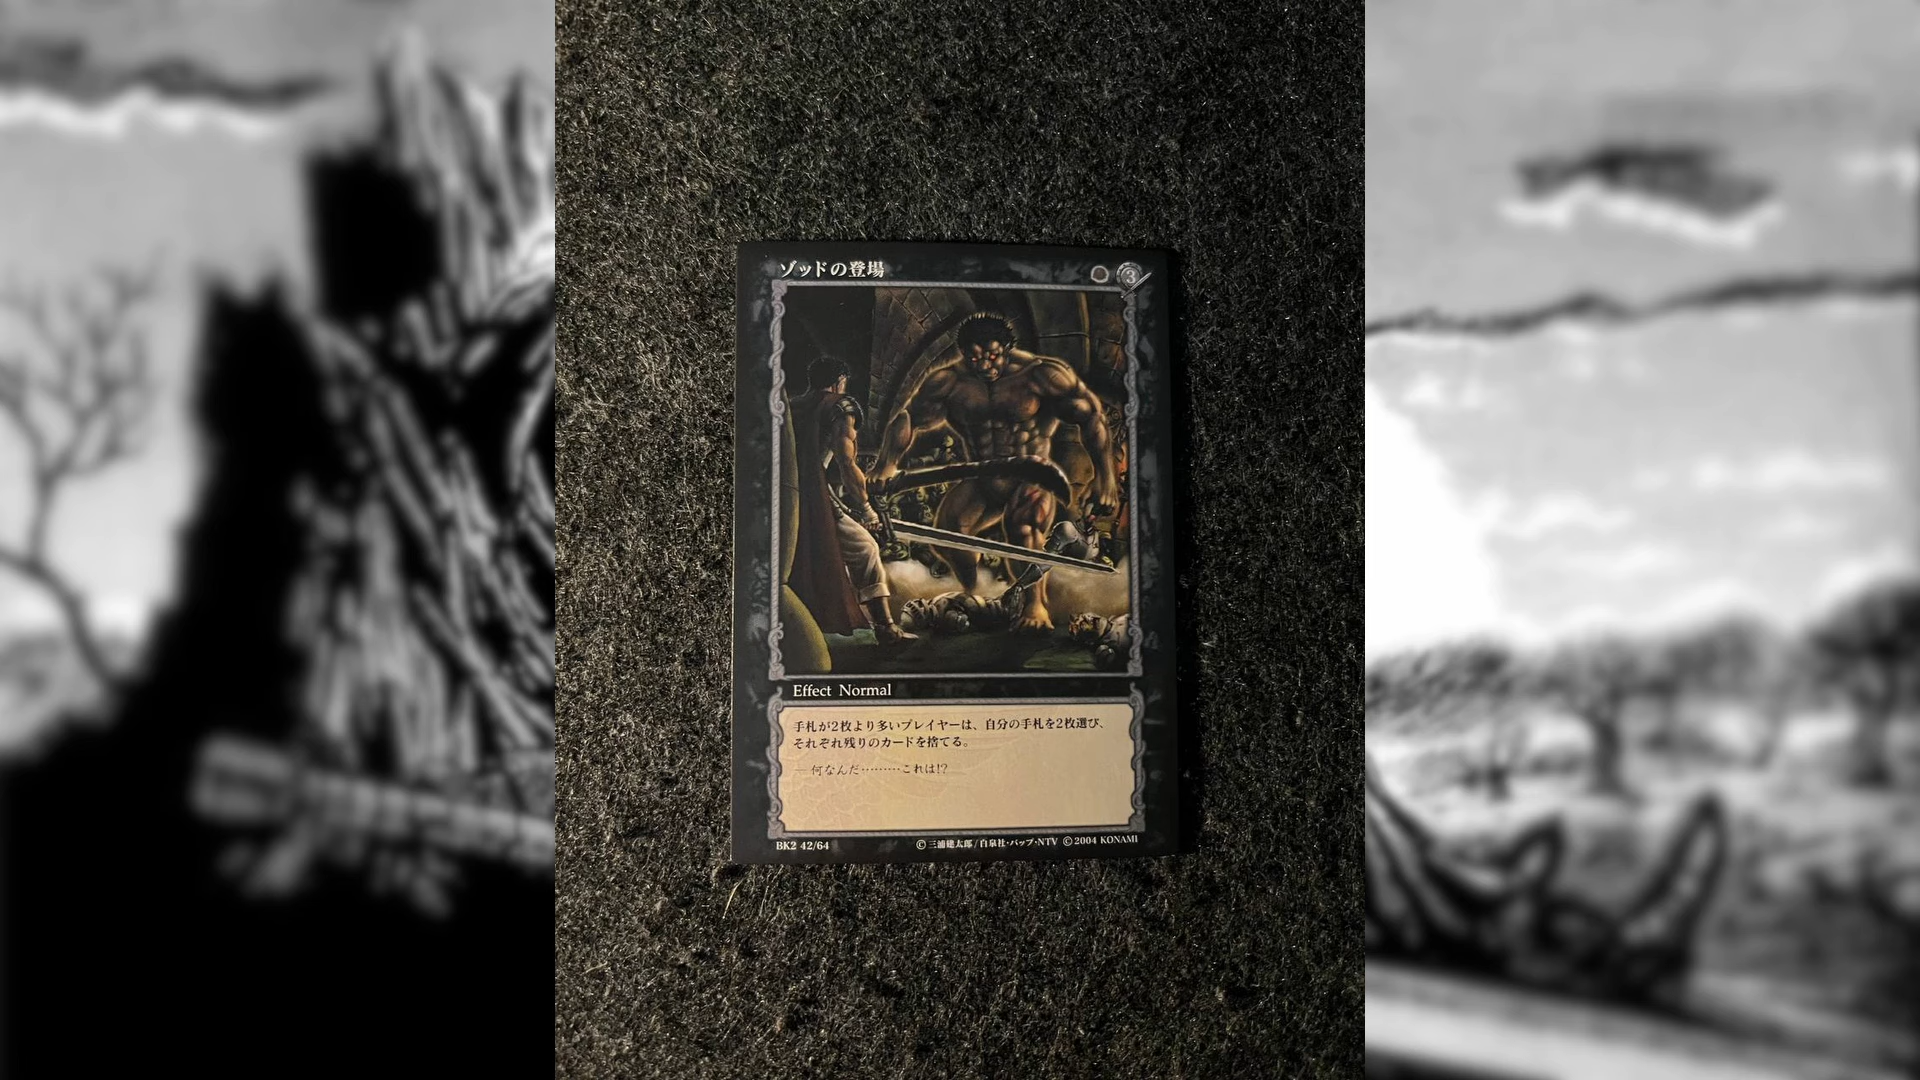 ゾッドの登場
3
Effect Normal
手札が2枚より多いプレイヤーは、自分の手札を2枚選び、
それぞれ残りのカードを捨てる。
―何なんだ………これは!?
BK2 42/64
©三浦建太郎/白泉社・バップ・NTV ©2004 KONAMI